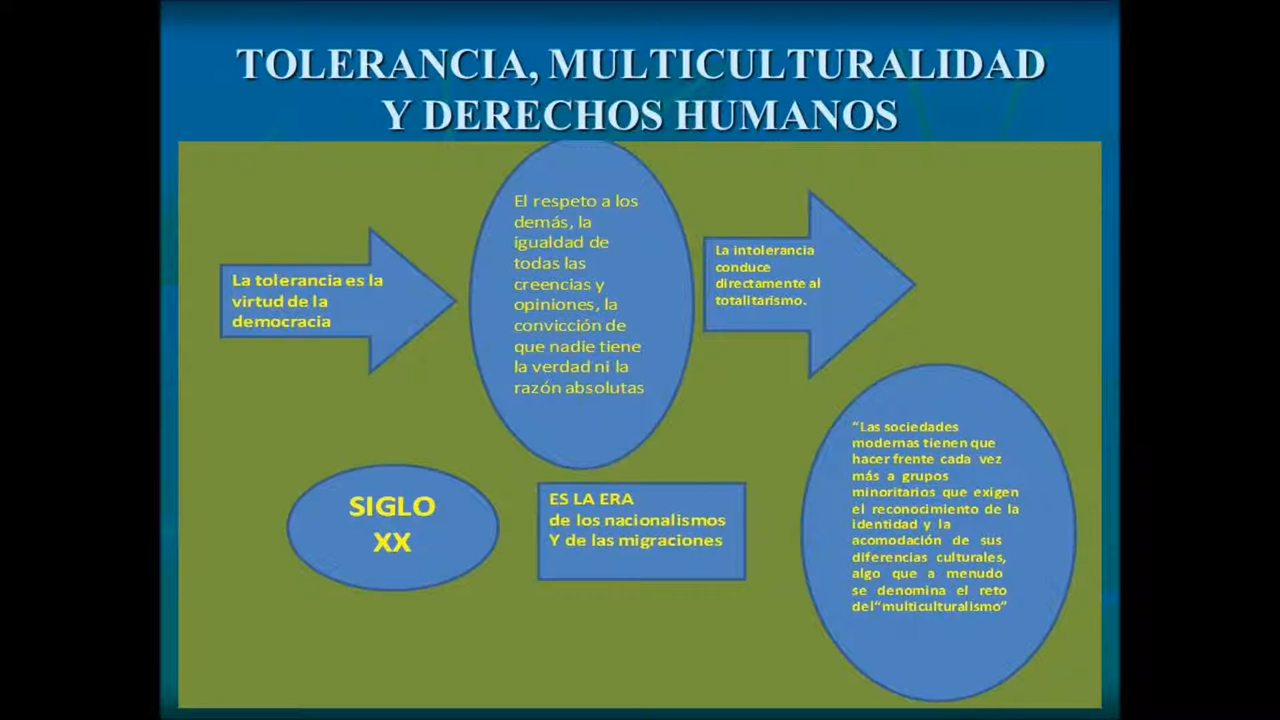 TOLERANCIA, MULTICULTURALIDAD
Y DERECHOS HUMANOS
La tolerancia es la
virtud de la
democracia
El respeto a los
demás, la
igualdad de
todas las
creencias y
opiniones, la
convicción de
que nadie tiene
la verdad ni la
razón absolutas
La intolerancia
conduce
directamente al
totalitarismo.
SIGLO
XX
ES LA ERA
de los nacionalismos
Y de las migraciones
“Las sociedades
modernas tienen que
hacer frente cada vez
más a grupos
minoritarios que exigen
el reconocimiento de la
identidad y la
acomodación de sus
diferencias culturales,
algo que a menudo
se denomina el reto
del“multiculturalismo”